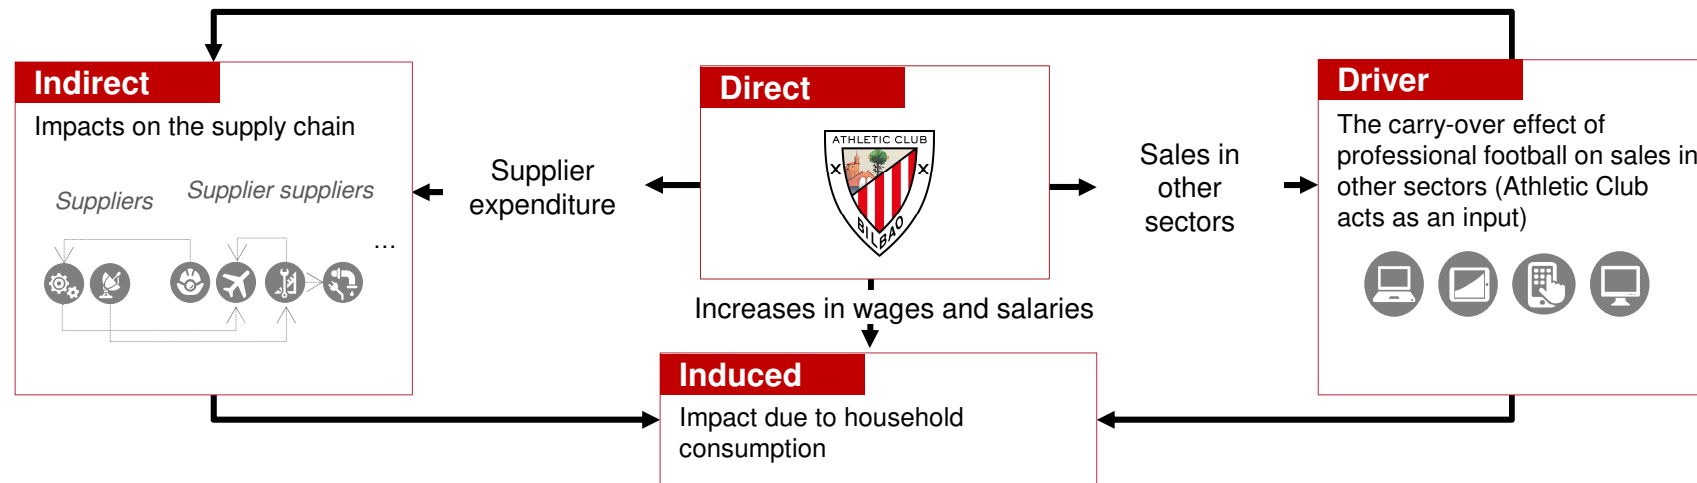 Indirect
Impacts on the supply chain
Suppliers
Supplier suppliers
...
Supplier
expenditure
Direct
ATHLETIC CLUB
BILBAO
Sales in
other
sectors
Driver
The carry-over effect of
professional football on sales in
other sectors (Athletic Club
acts as an input)
Increases in wages and salaries
Induced
Impact due to household
consumption